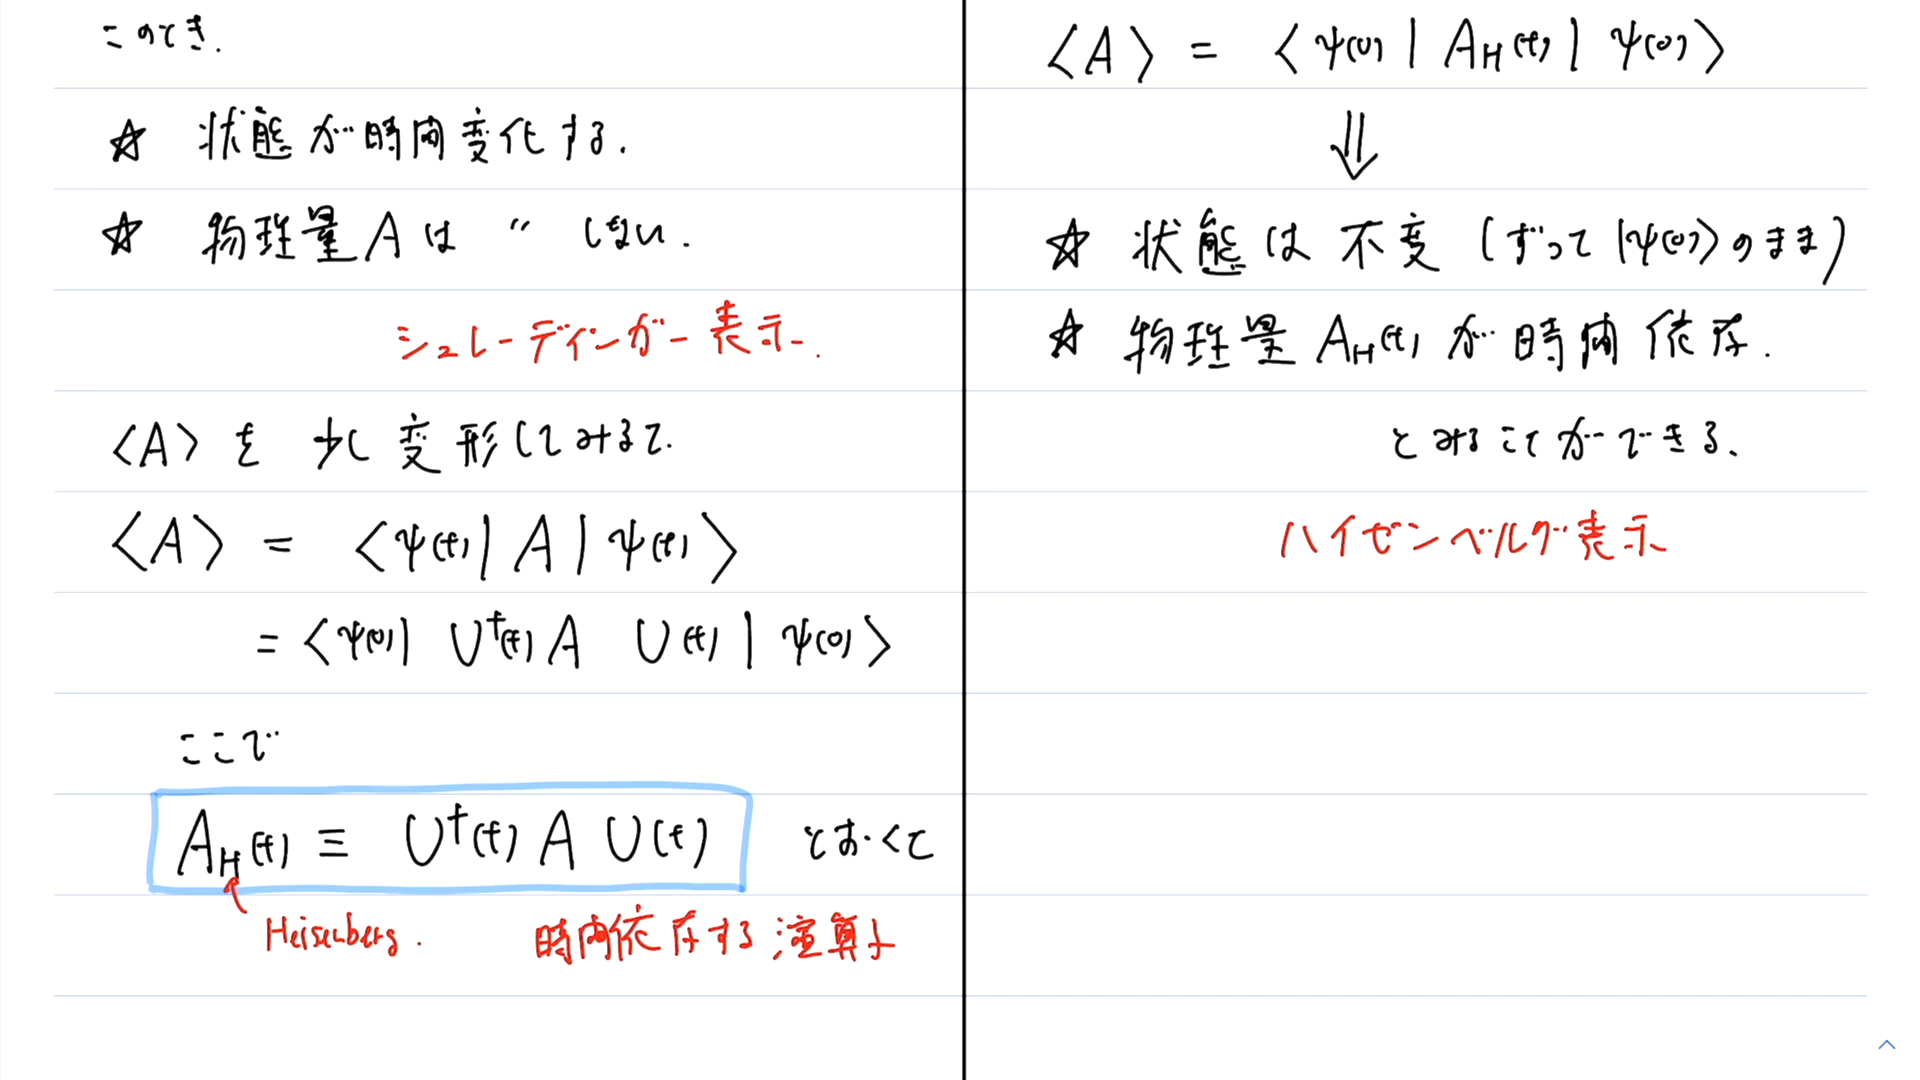 このとき.
☆ 状態が時間変化する.
☆ 物理量Aは 〃 しない.
シュレーディンガー表示.
⟨A⟩を 少し変形してみると.
⟨A⟩ = ⟨ψ(t)|A|ψ(t)⟩
= ⟨ψ(0)| U†(t) A U(t) | ψ(0)⟩
ここで
A_H(t) ≡ U†(t) A U(t) とおくと
Heisenberg. 時間依存する演算子
⟨A⟩ = ⟨ψ(0)| A_H(t) | ψ(0)⟩
⇓
☆ 状態は不変 (ずっと |ψ(0)⟩のまま)
☆ 物理量 A_H(t) が時間依存.
とみることができる.
ハイゼンベルグ表示